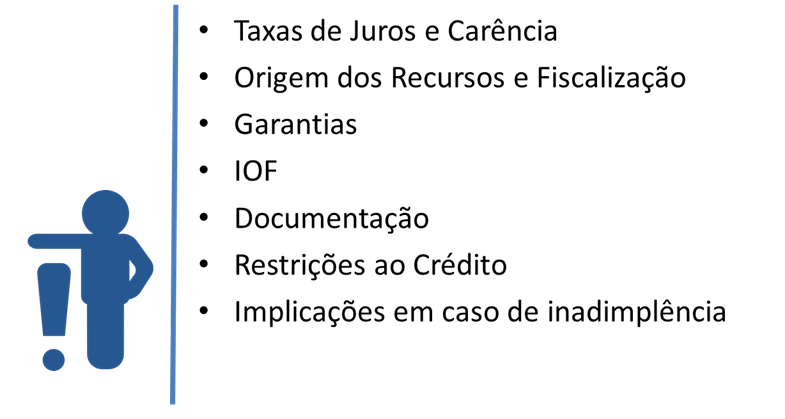 • Taxas de Juros e Carência
• Origem dos Recursos e Fiscalização
• Garantias
• IOF
• Documentação
• Restrições ao Crédito
• Implicações em caso de inadimplência